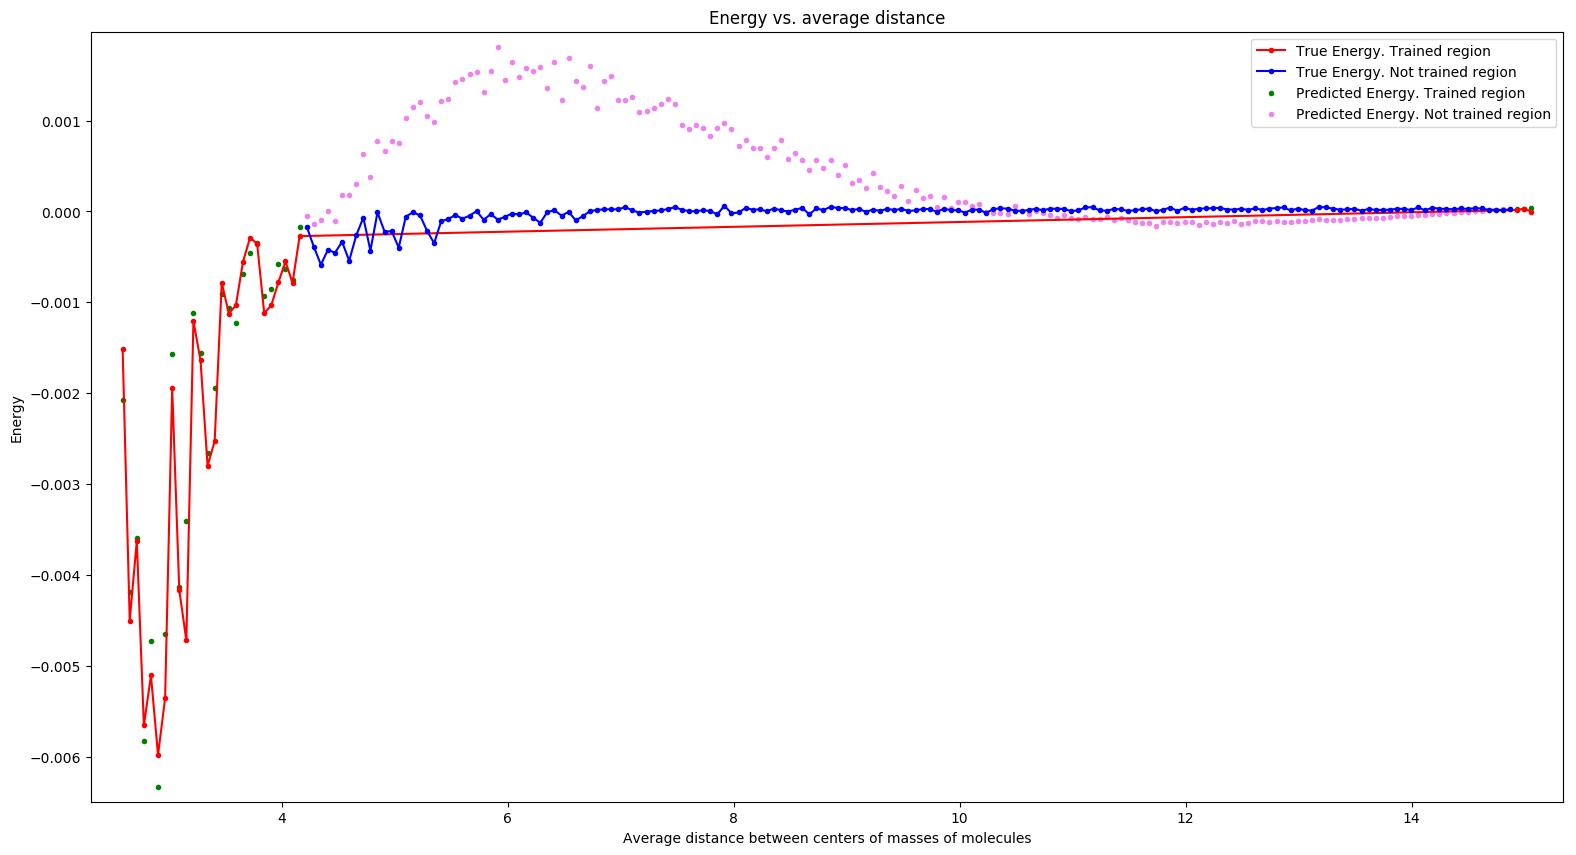 Energy vs. average distance
True Energy. Trained region
True Energy. Not trained region
Predicted Energy. Trained region
Predicted Energy. Not trained region
0.001
0.000
−0.001
−0.002
−0.003
−0.004
−0.005
−0.006
Energy
4 6 8 10 12 14
Average distance between centers of masses of molecules